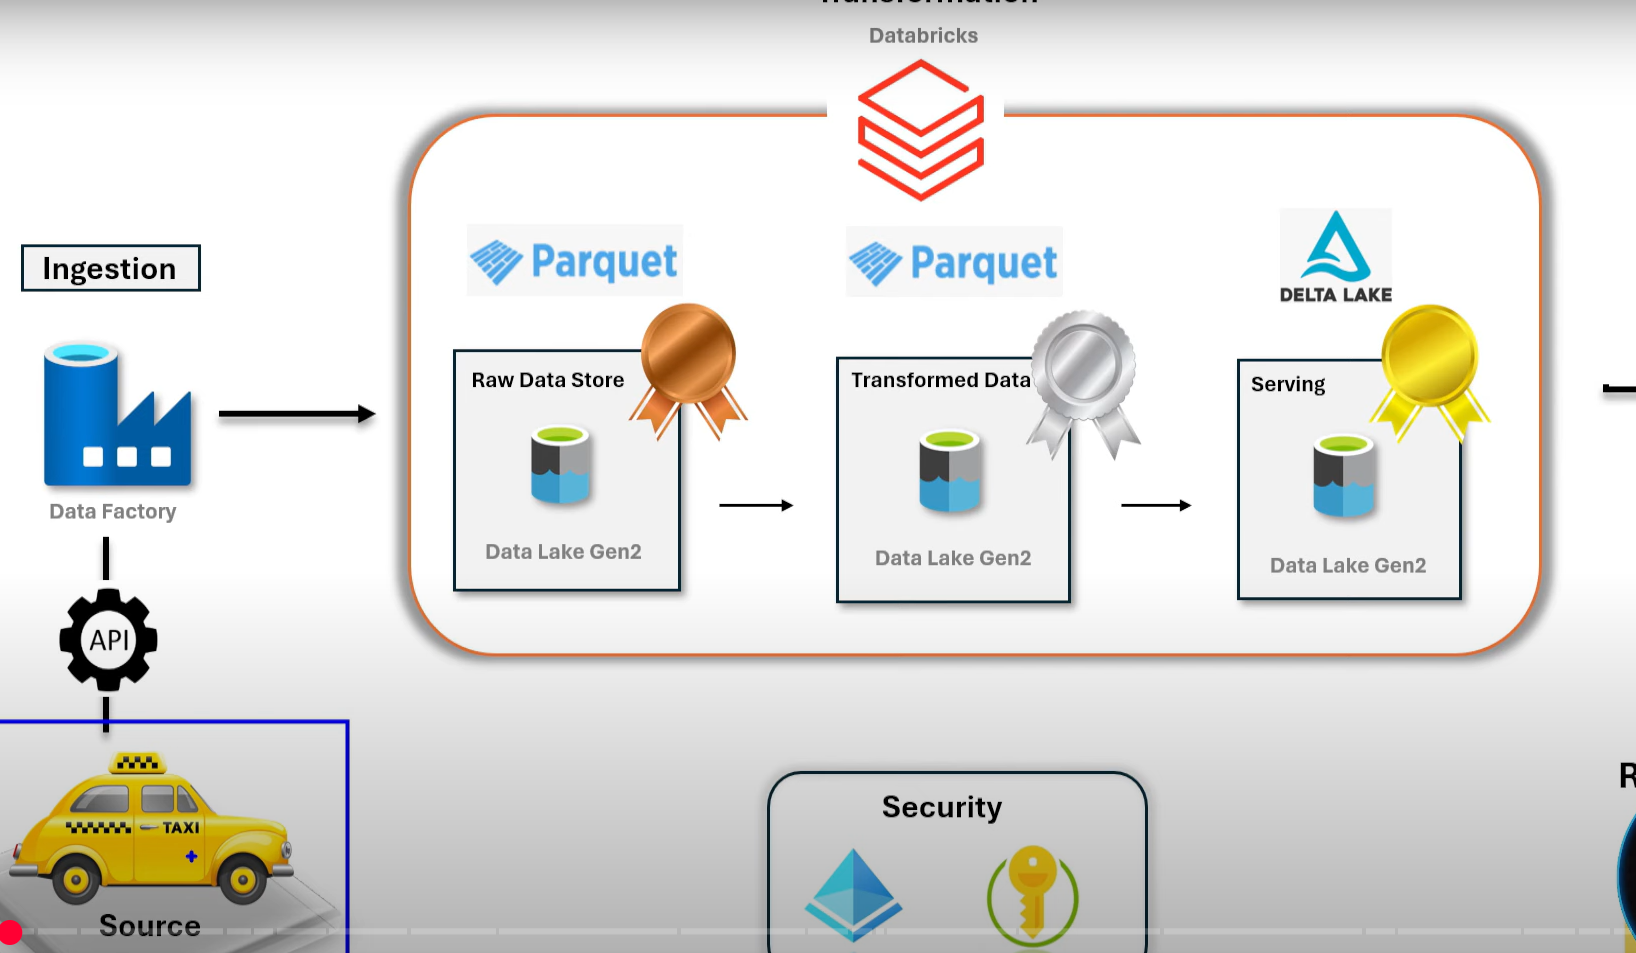 Transformation
Databricks
Ingestion
Parquet
Parquet
DELTA LAKE
Raw Data Store
Transformed Data
Serving
Data Factory
Data Lake Gen2
Data Lake Gen2
Data Lake Gen2
API
TAXI
Source
Security
R